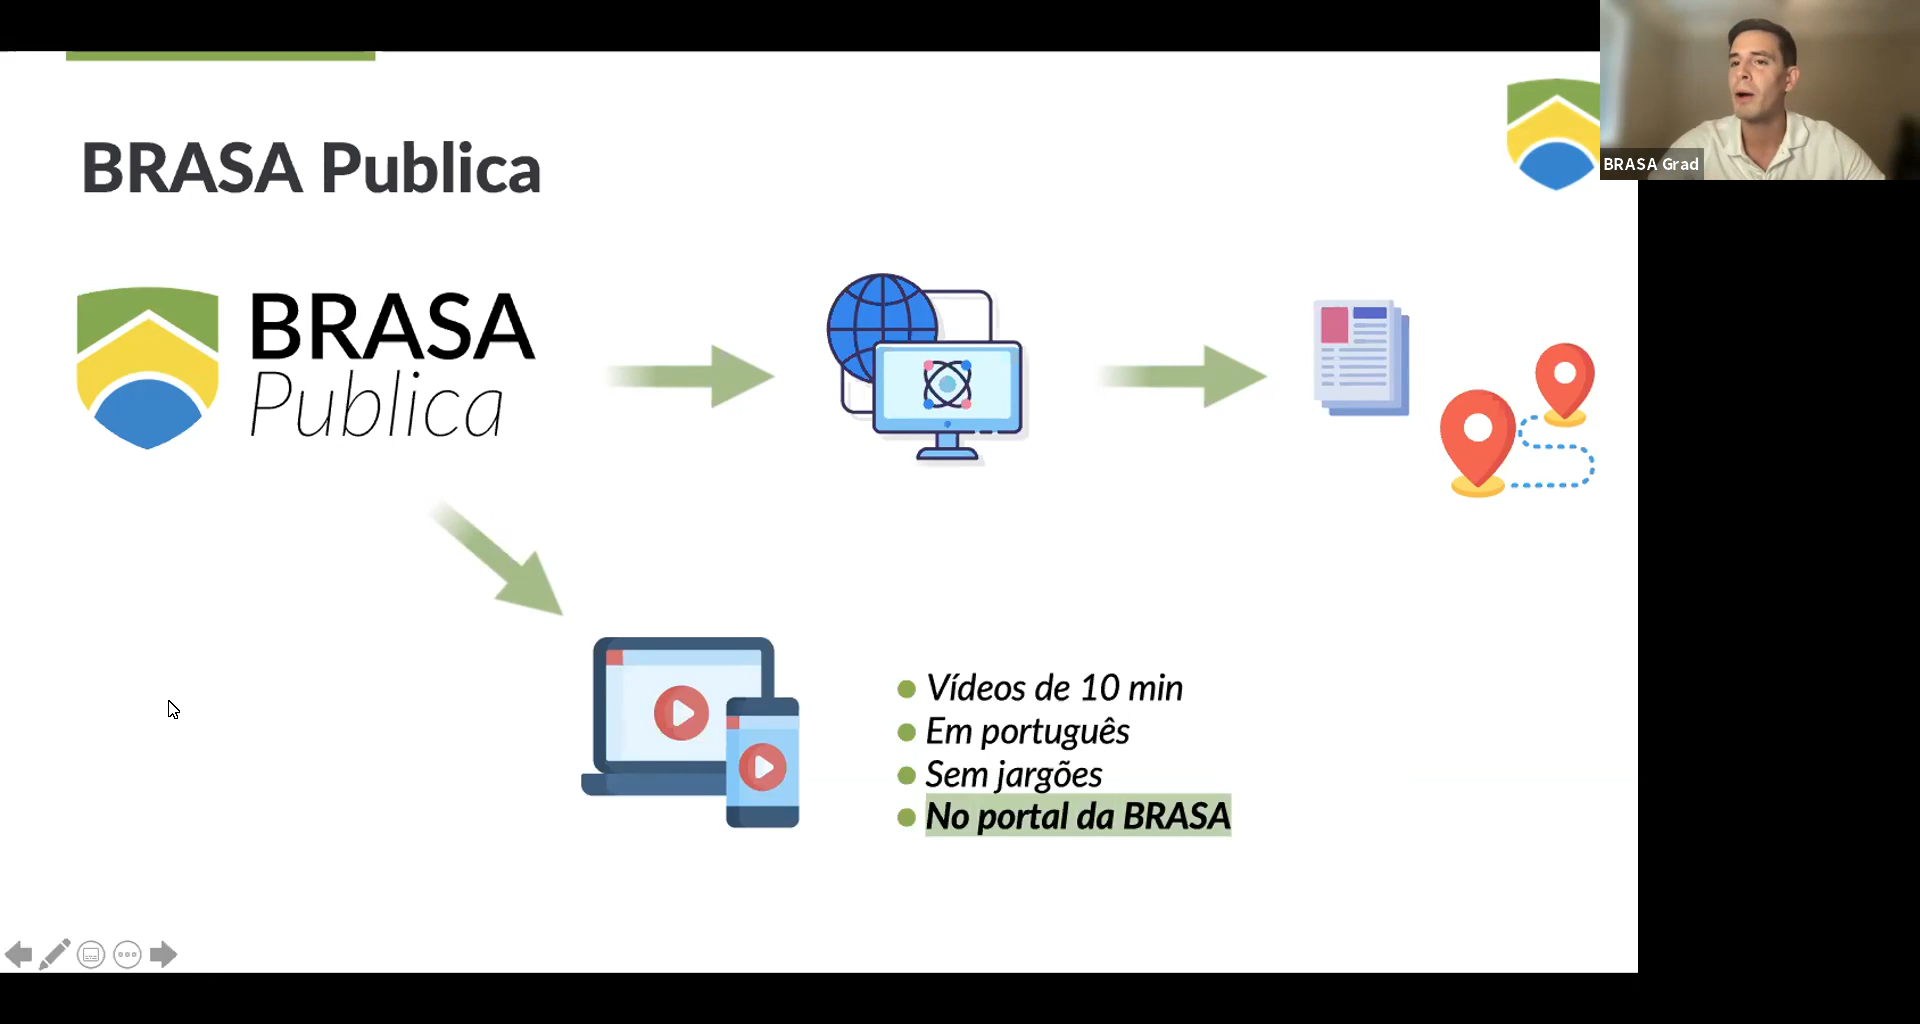 BRASA Publica
BRASA Grad
BRASA
Publica
Vídeos de 10 min
Em português
Sem jargões
No portal da BRASA